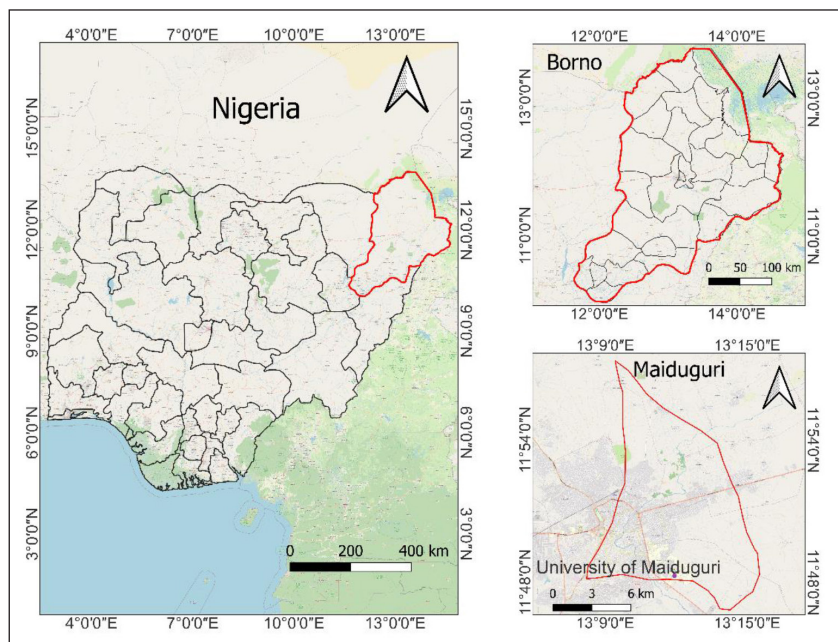 4°0'0"E 7°0'0"E 10°0'0"E 13°0'0"E
Nigeria
15°0'0"N
12°0'0"N
9°0'0"N
6°0'0"N
3°0'0"N
15°0'0"N
12°0'0"N
9°0'0"N
6°0'0"N
3°0'0"N
0 200 400 km
4°0'0"E 7°0'0"E 10°0'0"E 13°0'0"E
12°0'0"E 14°0'0"E
Borno
13°0'0"N
11°0'0"N
13°0'0"N
11°0'0"N
0 50 100 km
12°0'0"E 14°0'0"E
13°9'0"E 13°15'0"E
Maiduguri
11°54'0"N
11°48'0"N
11°54'0"N
11°48'0"N
University of Maiduguri
0 3 6 km
13°9'0"E 13°15'0"E